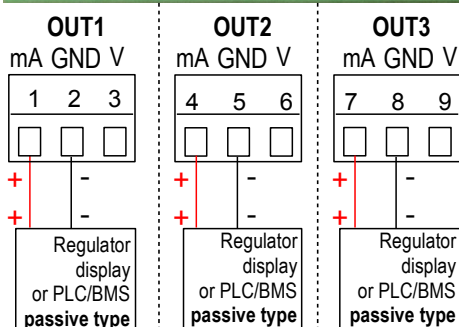 OUT1
mA GND V
1 2 3
+ -
+ -
Regulator
display
or PLC/BMS
passive type
OUT2
mA GND V
4 5 6
+ -
+ -
Regulator
display
or PLC/BMS
passive type
OUT3
mA GND V
7 8 9
+ -
+ -
Regulator
display
or PLC/BMS
passive type